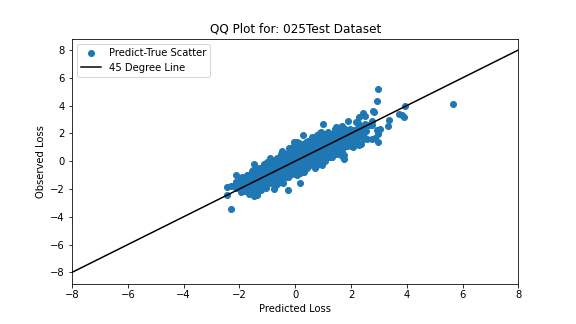 QQ Plot for: 025Test Dataset
Predict-True Scatter
45 Degree Line
Observed Loss
8
6
4
2
0
−2
−4
−6
−8
−8 −6 −4 −2 0 2 4 6 8
Predicted Loss